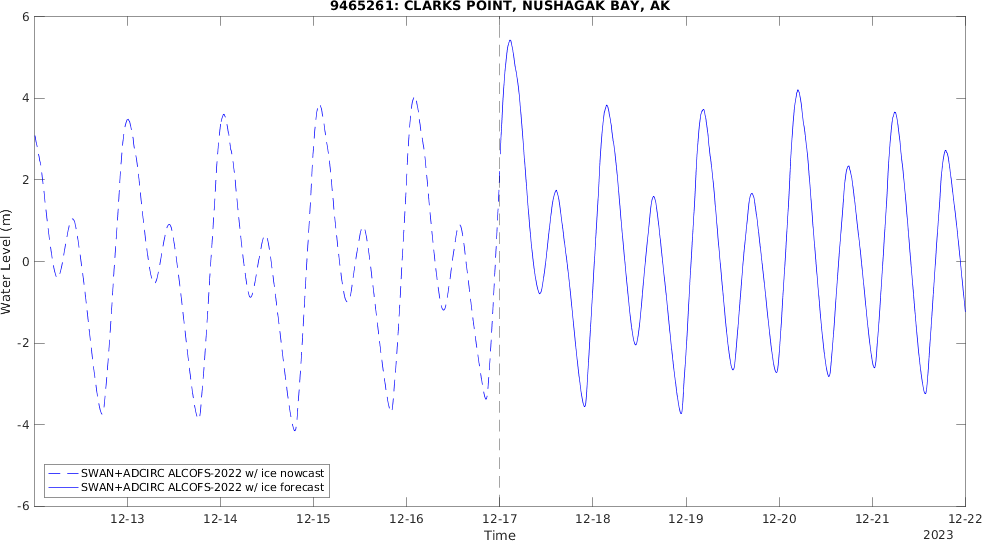 9465261: CLARKS POINT, NUSHAGAK BAY, AK
6
4
2
0
-2
-4
-6
Water Level (m)
SWAN+ADCIRC ALCOFS-2022 w/ ice nowcast
SWAN+ADCIRC ALCOFS-2022 w/ ice forecast
12-13 12-14 12-15 12-16 12-17 12-18 12-19 12-20 12-21 12-22
Time
2023